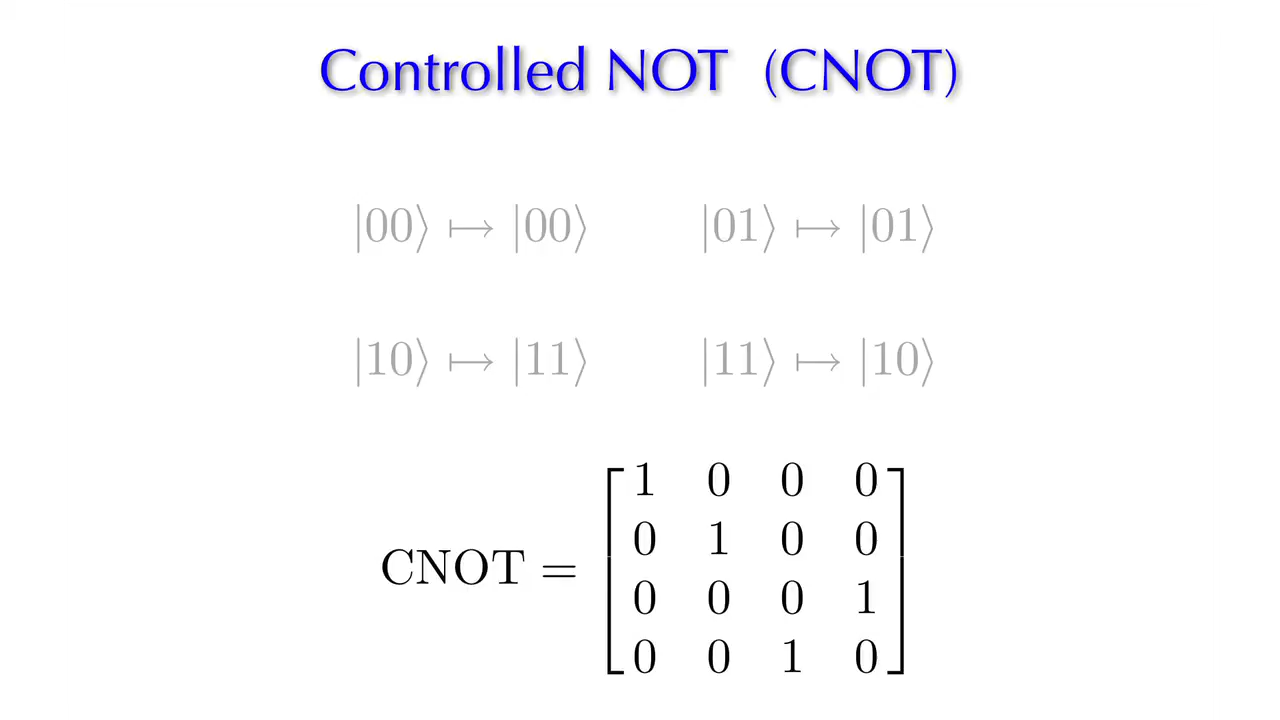 Controlled NOT (CNOT)
|00⟩ ↦ |00⟩ |01⟩ ↦ |01⟩
|10⟩ ↦ |11⟩ |11⟩ ↦ |10⟩
1 0 0 0
0 1 0 0
CNOT =
0 0 0 1
0 0 1 0